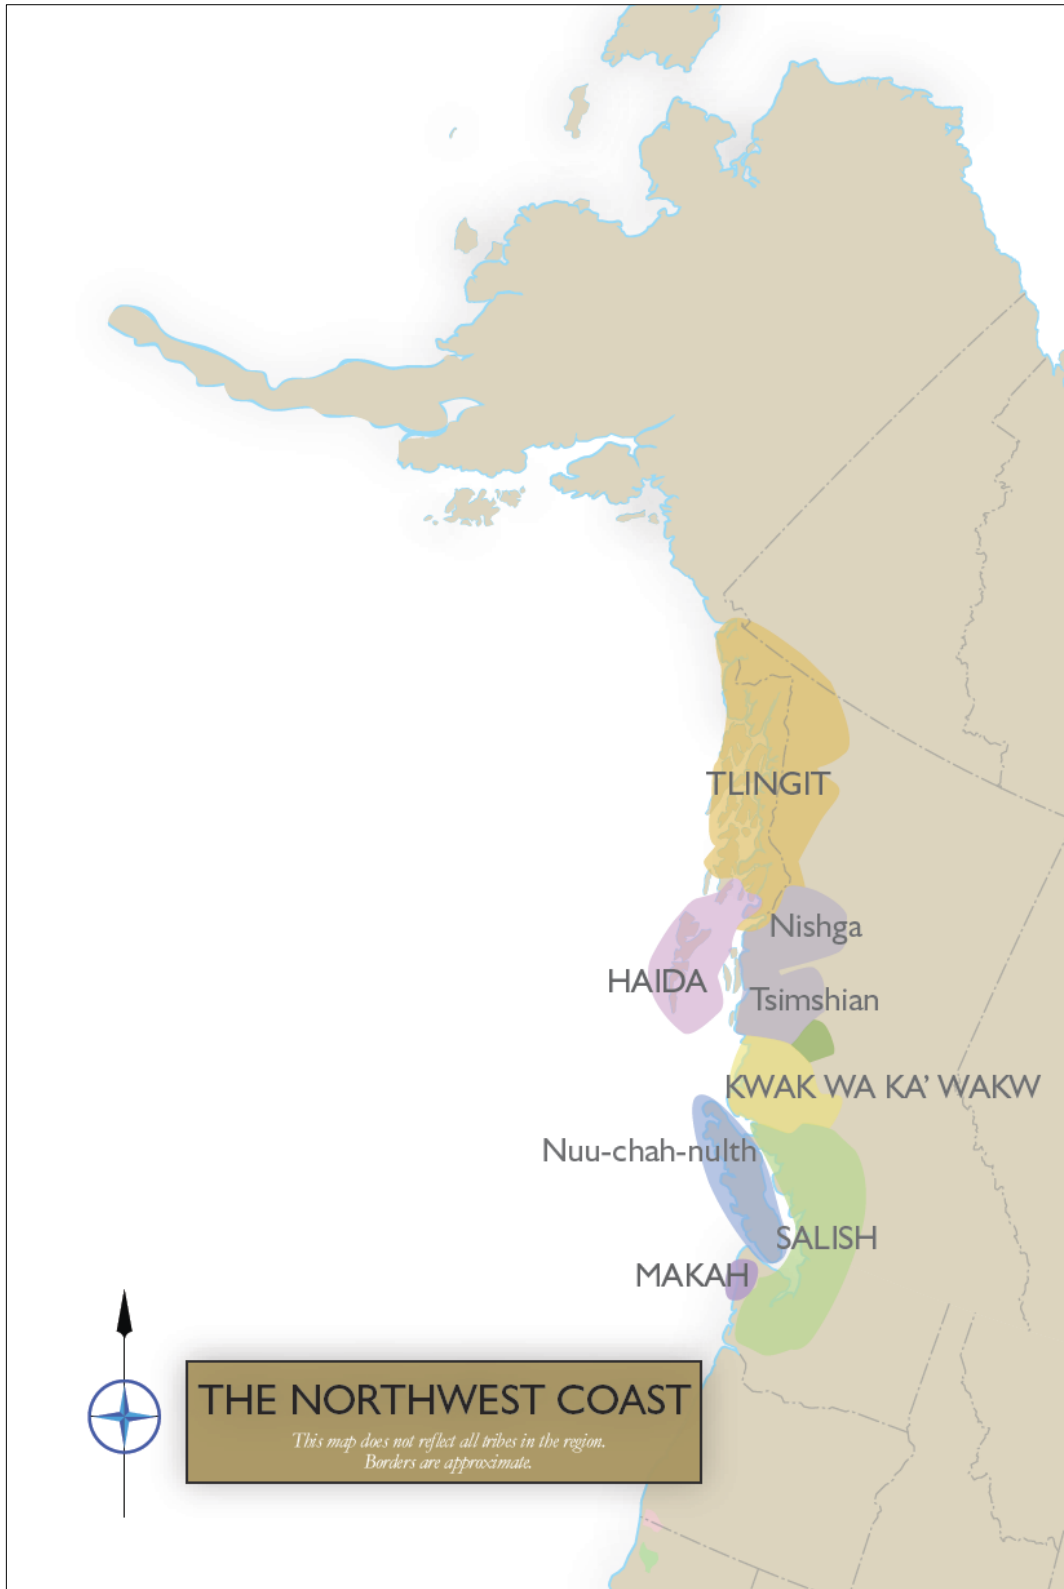 TLINGIT
Nishga
HAIDA
Tsimshian
KWAK WA KA' WAKW
Nuu-chah-nulth
SALISH
MAKAH
THE NORTHWEST COAST
This map does not reflect all tribes in the region.
Borders are approximate.